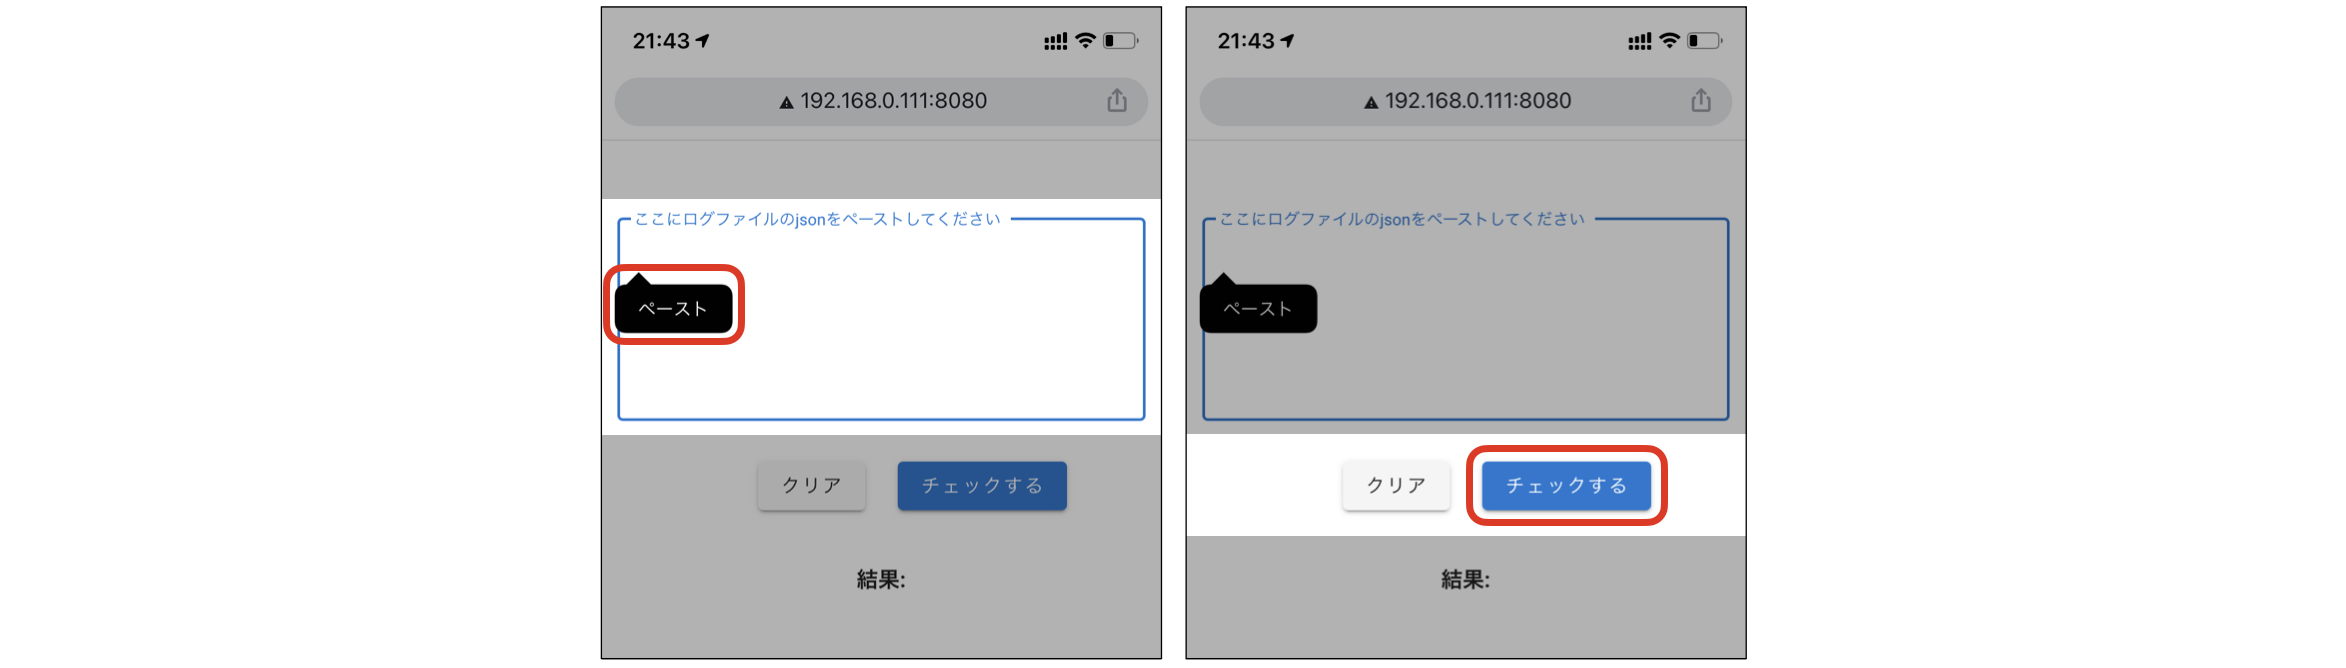 21:43
192.168.0.111:8080
ここにログファイルのjsonをペーストしてください
ペースト
クリア
チェックする
結果:
21:43
192.168.0.111:8080
ここにログファイルのjsonをペーストしてください
ペースト
クリア
チェックする
結果: